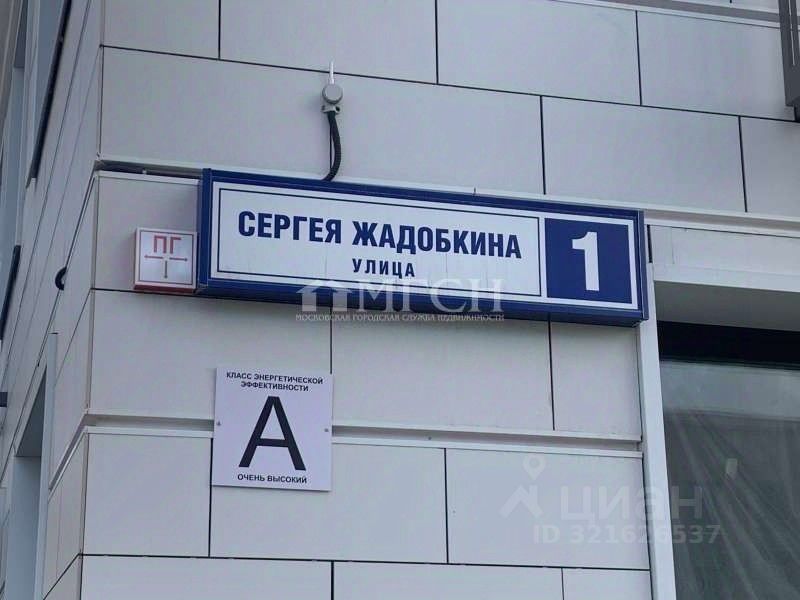 СЕРГЕЯ ЖАДОБКИНА
УЛИЦА
1
ПГ
МГСН
МОСКОВСКАЯ ГОРОДСКАЯ СЛУЖБА НЕДВИЖИМОСТИ
КЛАСС ЭНЕРГЕТИЧЕСКОЙ
ЭФФЕКТИВНОСТИ
А
ОЧЕНЬ ВЫСОКИЙ
циан
ID 321626537